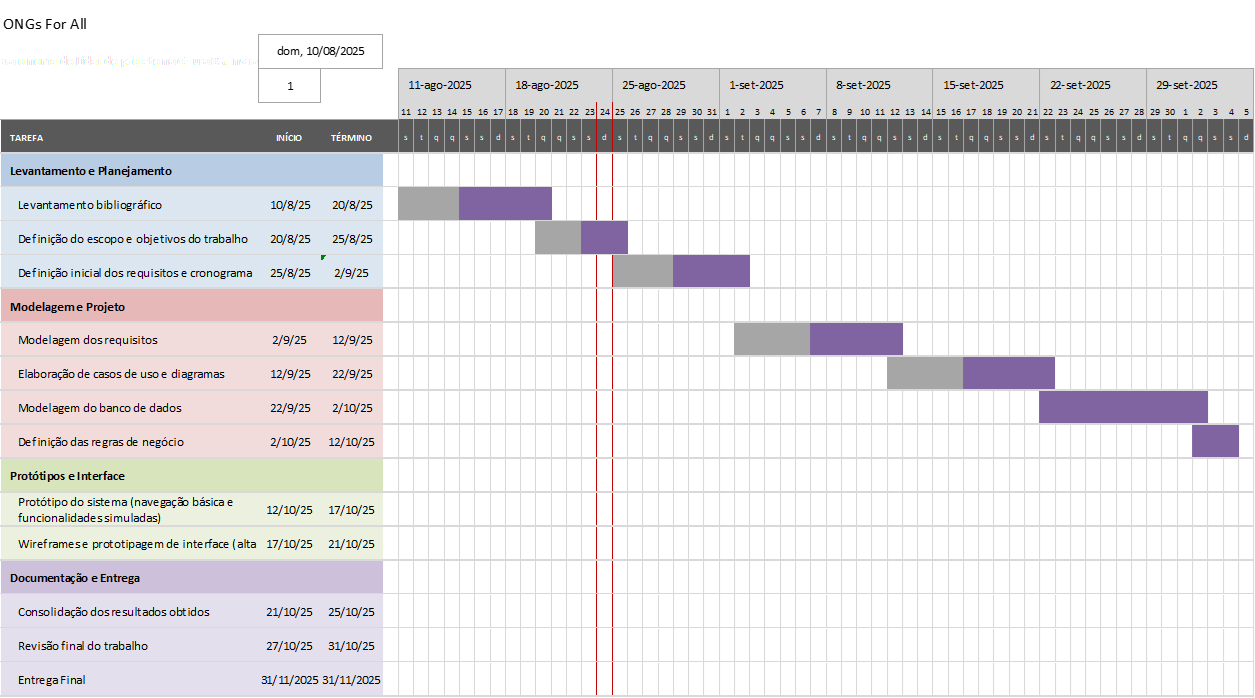 ONGs For All
dom, 10/08/2025
1
11-ago-2025 18-ago-2025 25-ago-2025 1-set-2025 8-set-2025 15-set-2025 22-set-2025 29-set-2025
11 12 13 14 15 16 17 18 19 20 21 22 23 24 25 26 27 28 29 30 31 1 2 3 4 5 6 7 8 9 10 11 12 13 14 15 16 17 18 19 20 21 22 23 24 25 26 27 28 29 30 1 2 3 4 5
TAREFA INÍCIO TÉRMINO s t q q s s d s t q q s s d s t q q s s d s t q q s s d s t q q s s d s t q q s s d s t q q s s d s t q q s s d
Levantamento e Planejamento
Levantamento bibliográfico 10/8/25 20/8/25
Definição do escopo e objetivos do trabalho 20/8/25 25/8/25
Definição inicial dos requisitos e cronograma 25/8/25 2/9/25
Modelagem e Projeto
Modelagem dos requisitos 2/9/25 12/9/25
Elaboração de casos de uso e diagramas 12/9/25 22/9/25
Modelagem do banco de dados 22/9/25 2/10/25
Definição das regras de negócio 2/10/25 12/10/25
Protótipos e Interface
Protótipo do sistema (navegação básica e
funcionalidades simuladas) 12/10/25 17/10/25
Wireframes e prototipagem de interface (alta 17/10/25 21/10/25
Documentação e Entrega
Consolidação dos resultados obtidos 21/10/25 25/10/25
Revisão final do trabalho 27/10/25 31/10/25
Entrega Final 31/11/2025 31/11/2025